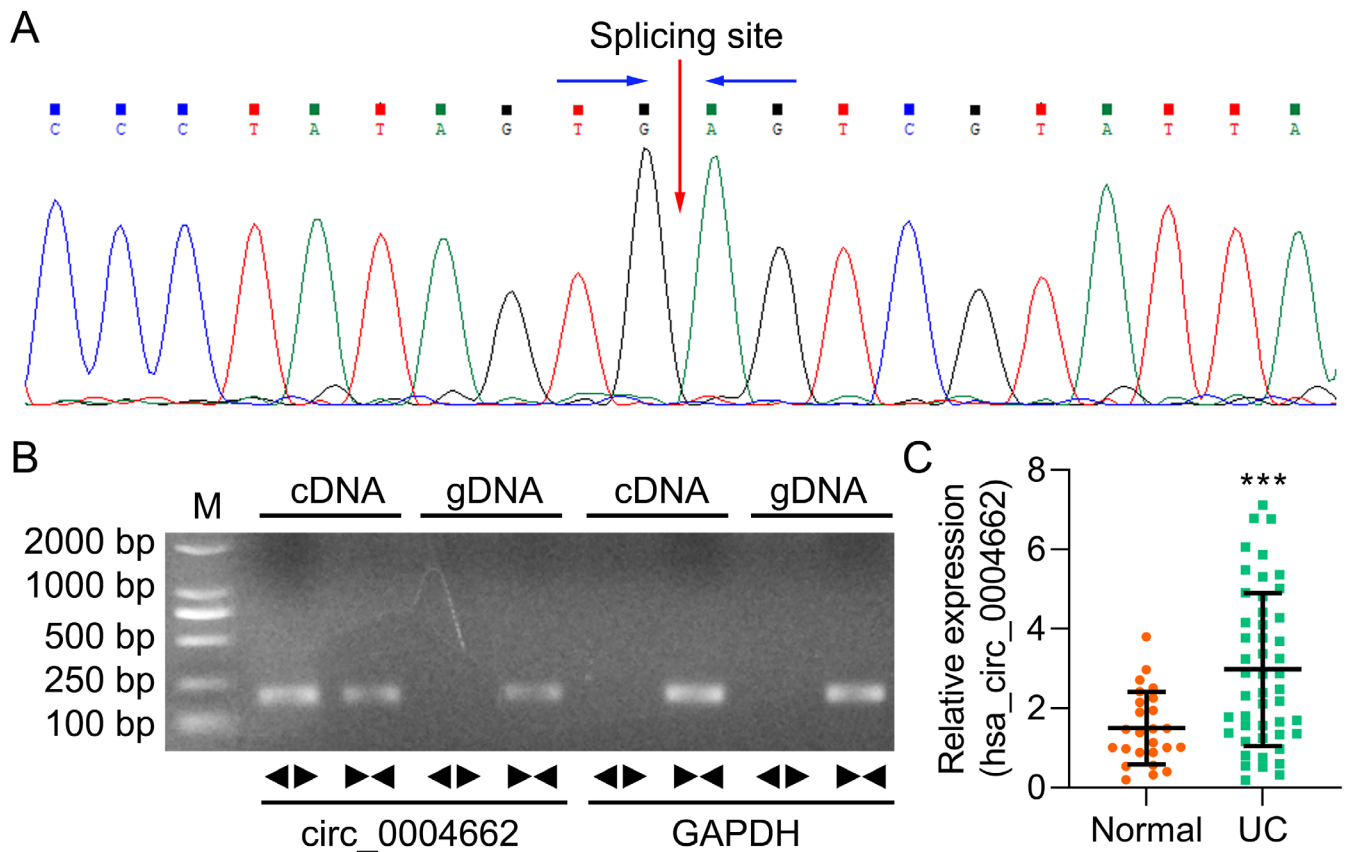 A
Splicing site
C C C T A T A G T G A G T C G T A T T A
B
M cDNA gDNA cDNA gDNA
2000 bp
1000 bp
500 bp
250 bp
100 bp
circ_0004662 GAPDH
C
Relative expression
(hsa_circ_0004662)
8
6
4
2
0
***
Normal UC